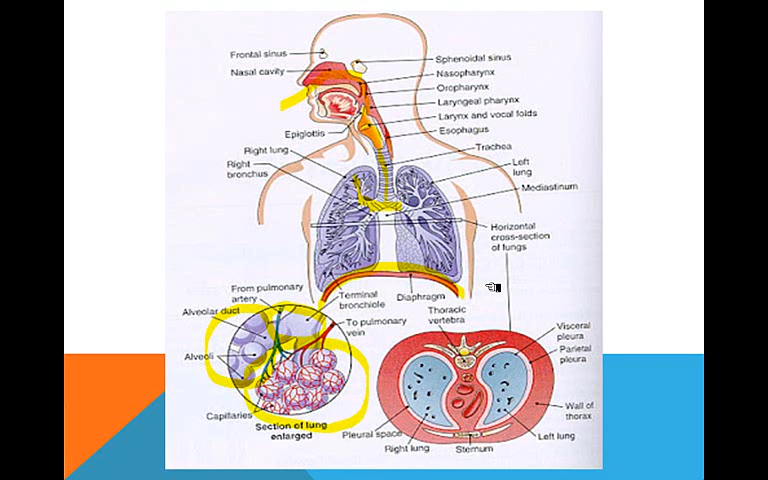 Frontal sinus
Nasal cavity
Sphenoidal sinus
Nasopharynx
Oropharynx
Laryngeal pharynx
Larynx and vocal folds
Epiglottis
Esophagus
Right lung
Right
bronchus
Trachea
Left
lung
Mediastinum
Horizontal
cross-section
of lungs
From pulmonary
artery
Alveolar duct
Alveoli
Capillaries
Terminal
bronchiole
To pulmonary
vein
Section of lung
enlarged
Diaphragm
Thoracic
vertebra
Visceral
pleura
Parietal
pleura
Wall of
thorax
Pleural space
Right lung
Sternum
Left lung